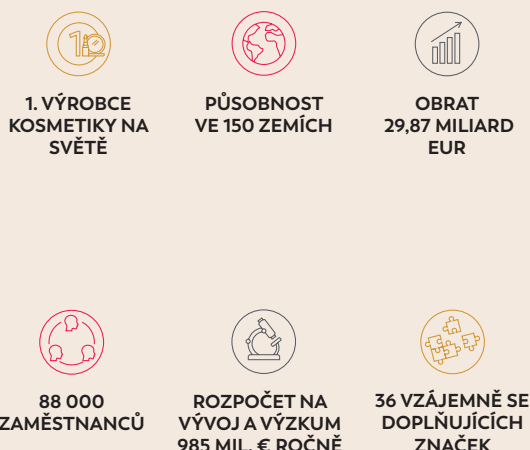 1. VÝROBCE
KOSMETIKY NA
SVĚTĚ
PŮSOBNOST
VE 150 ZEMÍCH
OBRAT
29,87 MILIARD
EUR
88 000
ZAMĚSTNANCŮ
ROZPOČET NA
VÝVOJ A VÝZKUM
985 MIL. € ROČNĚ
36 VZÁJEMNĚ SE
DOPLŇUJÍCÍCH
ZNAČEK